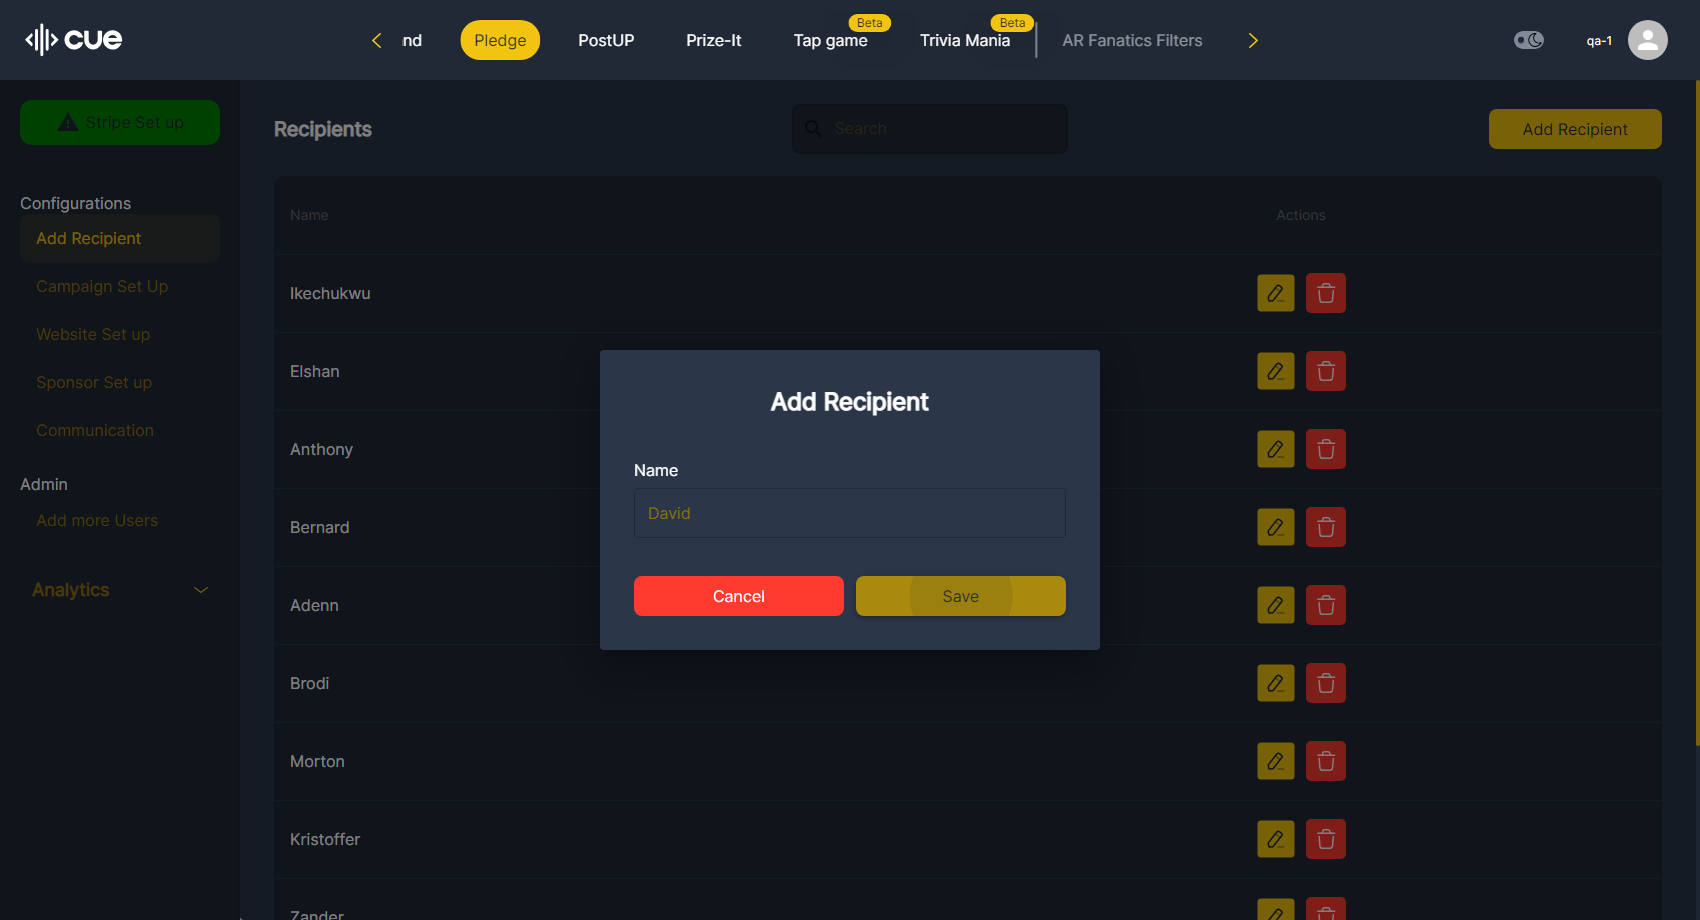 cue
Pledge
PostUP
Prize-It
Tap game
Beta
Trivia Mania
Beta
AR Fanatics Filters
qa-1
Stripe Set up
Configurations
Add Recipient
Campaign Set Up
Website Set up
Sponsor Set up
Communication
Admin
Add more Users
Analytics
Recipients
Search
Add Recipient
Name
Actions
Ikechukwu
Elshan
Anthony
Bernard
Adenn
Brodi
Morton
Kristoffer
Zander
Add Recipient
Name
David
Cancel
Save